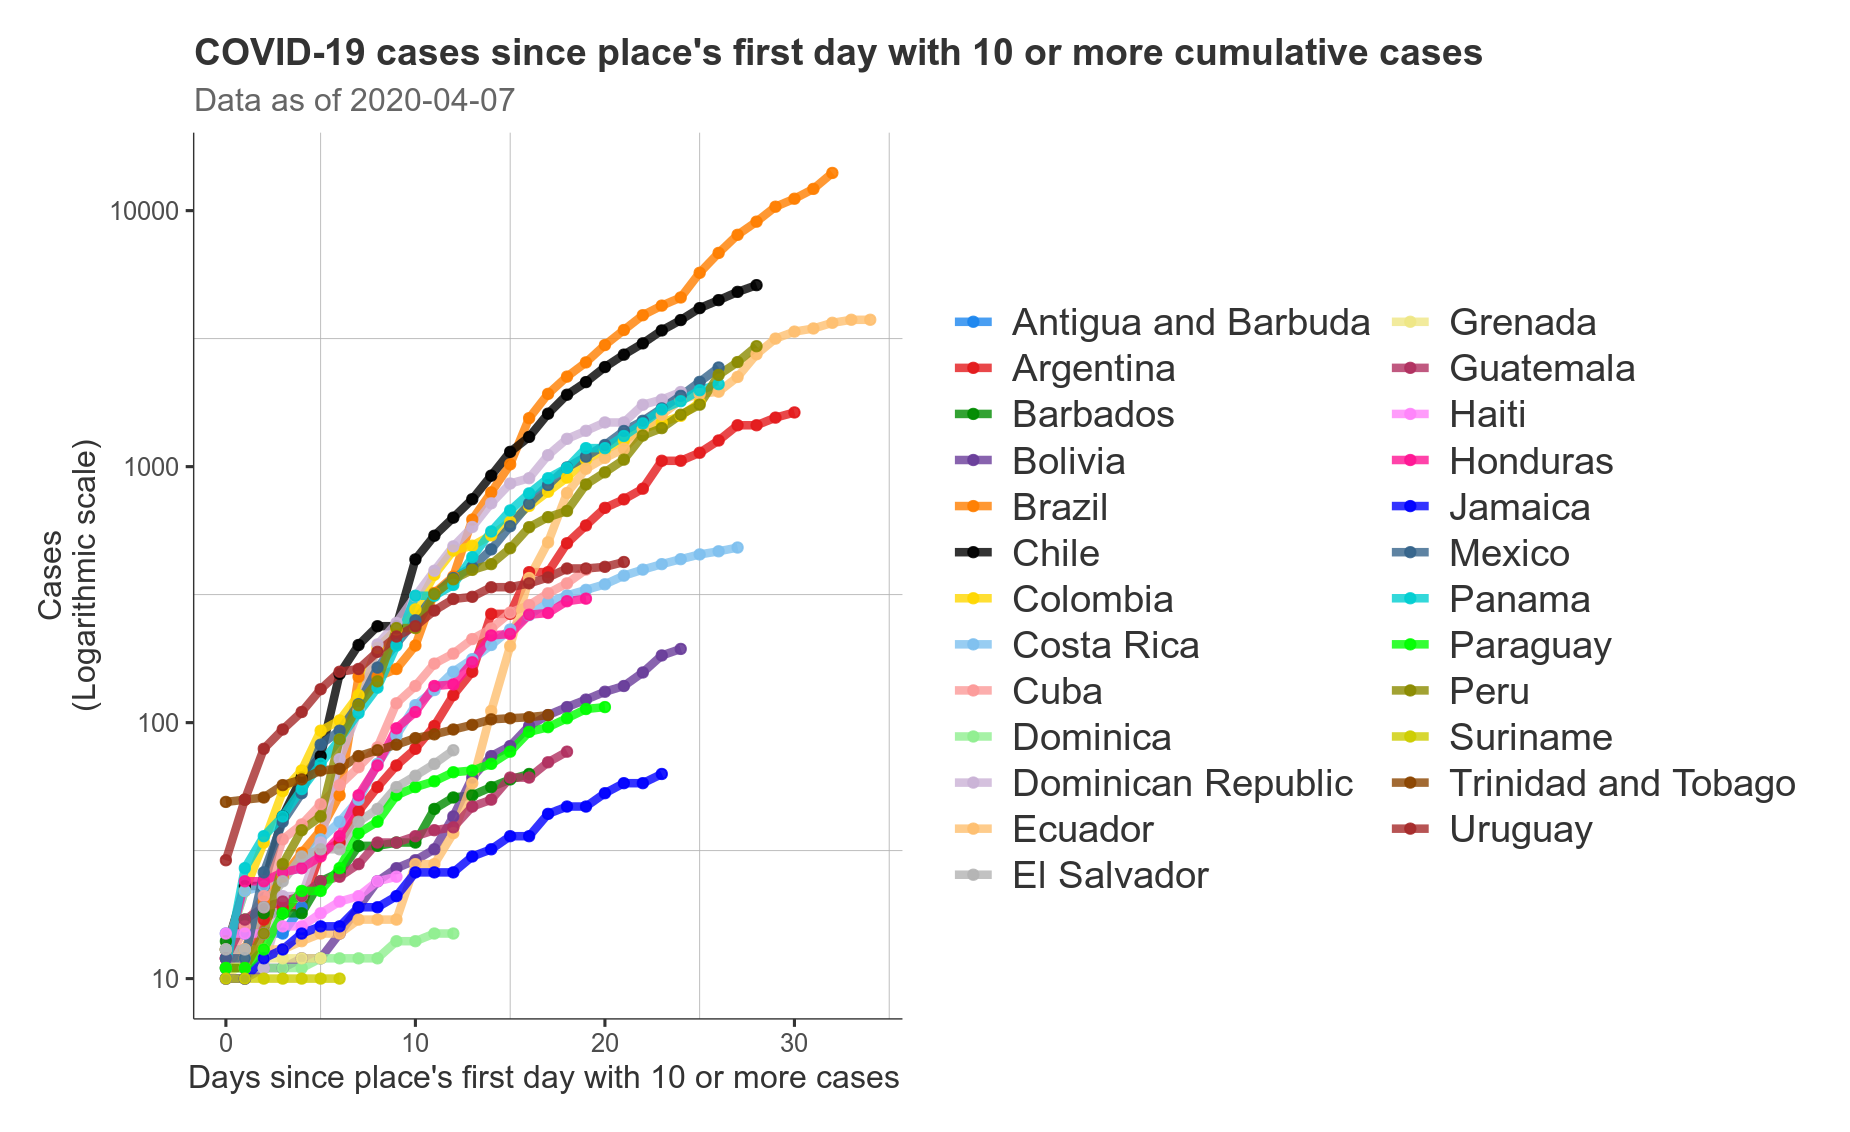 COVID-19 cases since place's first day with 10 or more cumulative cases
Data as of 2020-04-07
Cases
(Logarithmic scale)
10000
1000
100
10
0
10
20
30
Days since place's first day with 10 or more cases
Antigua and Barbuda
Argentina
Barbados
Bolivia
Brazil
Chile
Colombia
Costa Rica
Cuba
Dominica
Dominican Republic
Ecuador
El Salvador
Grenada
Guatemala
Haiti
Honduras
Jamaica
Mexico
Panama
Paraguay
Peru
Suriname
Trinidad and Tobago
Uruguay